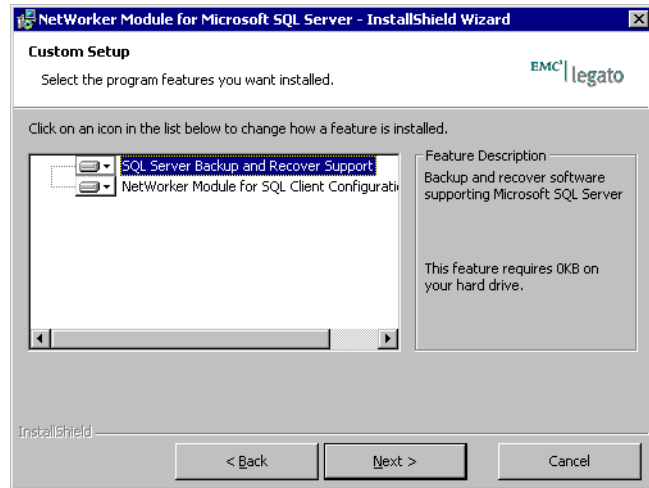 NetWorker Module for Microsoft SQL Server - InstallShield Wizard
Custom Setup
Select the program features you want installed.
EMC² legato
Click on an icon in the list below to change how a feature is installed.
SQL Server Backup and Recover Support
NetWorker Module for SQL Client Configurati
Feature Description
Backup and recover software
supporting Microsoft SQL Server
This feature requires 0KB on
your hard drive.
InstallShield
< Back
Next >
Cancel